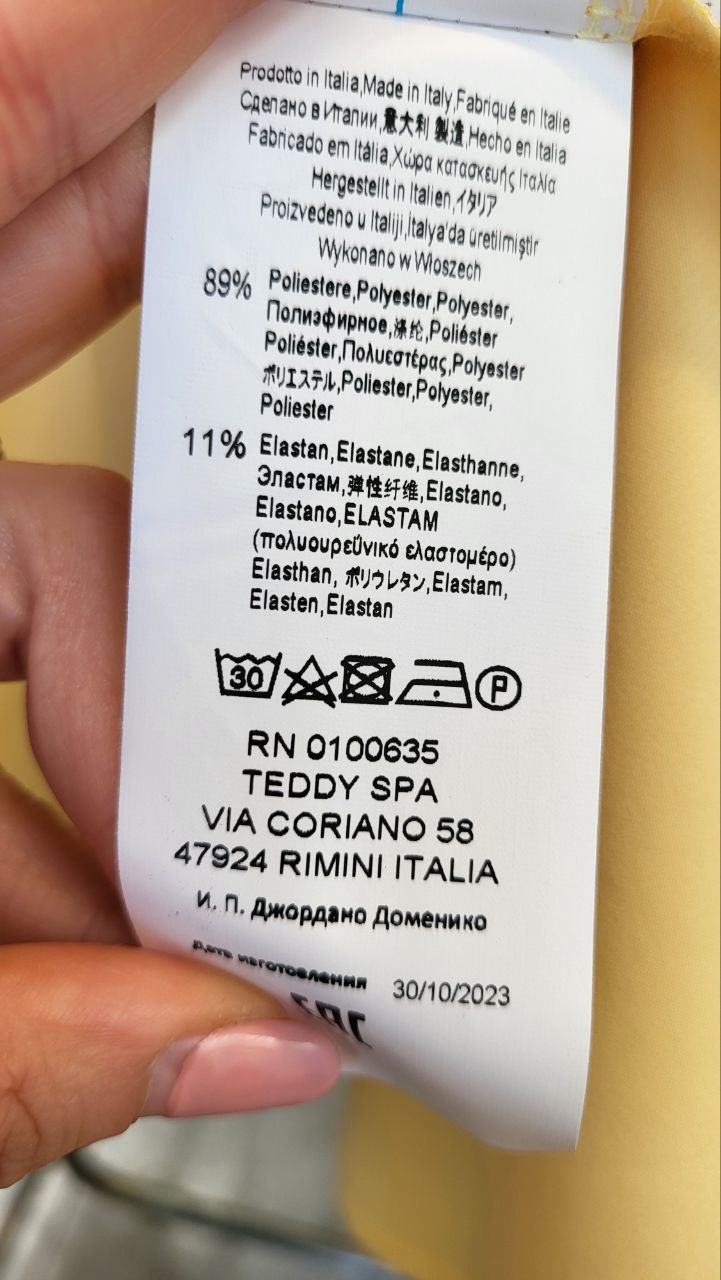 Prodotto in Italia,Made in Italy,Fabriqué en Italie
Сделано в Италии,意大利 製造,Hecho en Italia
Fabricado em Itália,Χώρα κατασκευής Ιταλία
Hergestellt in Italien,イタリア
Proizvedeno u Italiji,İtalya'da üretilmiştir
Wykonano w Włoszech
89% Poliestere,Polyester,Polyester,
Полиэфирное,涤纶,Poliéster
Poliéster,Πολυεστέρας,Polyester
ポリエステル,Poliester,Polyester,
Poliester
11% Elastan,Elastane,Elasthanne,
Эластам,弹性纤维,Elastano,
Elastano,ELASTAM
(πολυουρεϋνικό ελαστομέρο)
Elasthan, ポリウレタン,Elastam,
Elasten,Elastan
30 P
RN 0100635
TEDDY SPA
VIA CORIANO 58
47924 RIMINI ITALIA
И. П. Джордано Доменико
Дата изготовления 30/10/2023
EAC